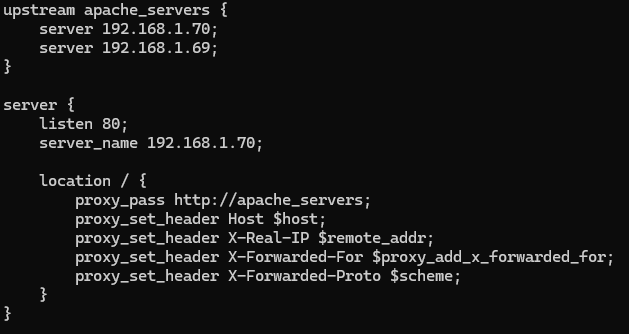 upstream apache_servers {
    server 192.168.1.70;
    server 192.168.1.69;
}

server {
    listen 80;
    server_name 192.168.1.70;

    location / {
        proxy_pass http://apache_servers;
        proxy_set_header Host $host;
        proxy_set_header X-Real-IP $remote_addr;
        proxy_set_header X-Forwarded-For $proxy_add_x_forwarded_for;
        proxy_set_header X-Forwarded-Proto $scheme;
    }
}